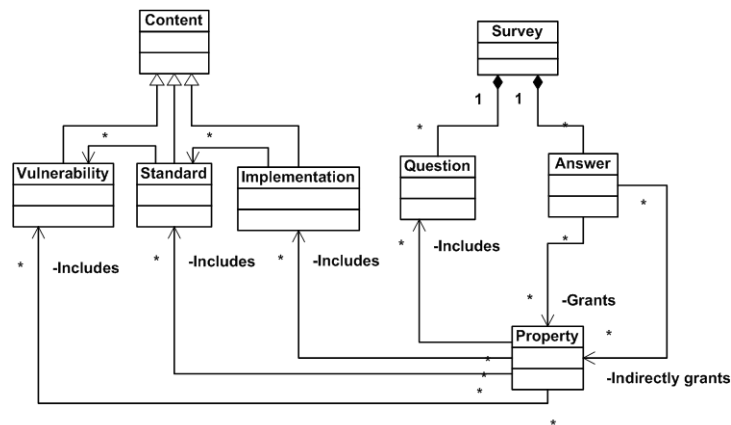 Content
Survey
1 1
* * * *
Vulnerability Standard Implementation Question Answer
*
* -Includes * -Includes * -Includes * -Includes *
* -Grants
Property *
*
* -Indirectly grants
*
*